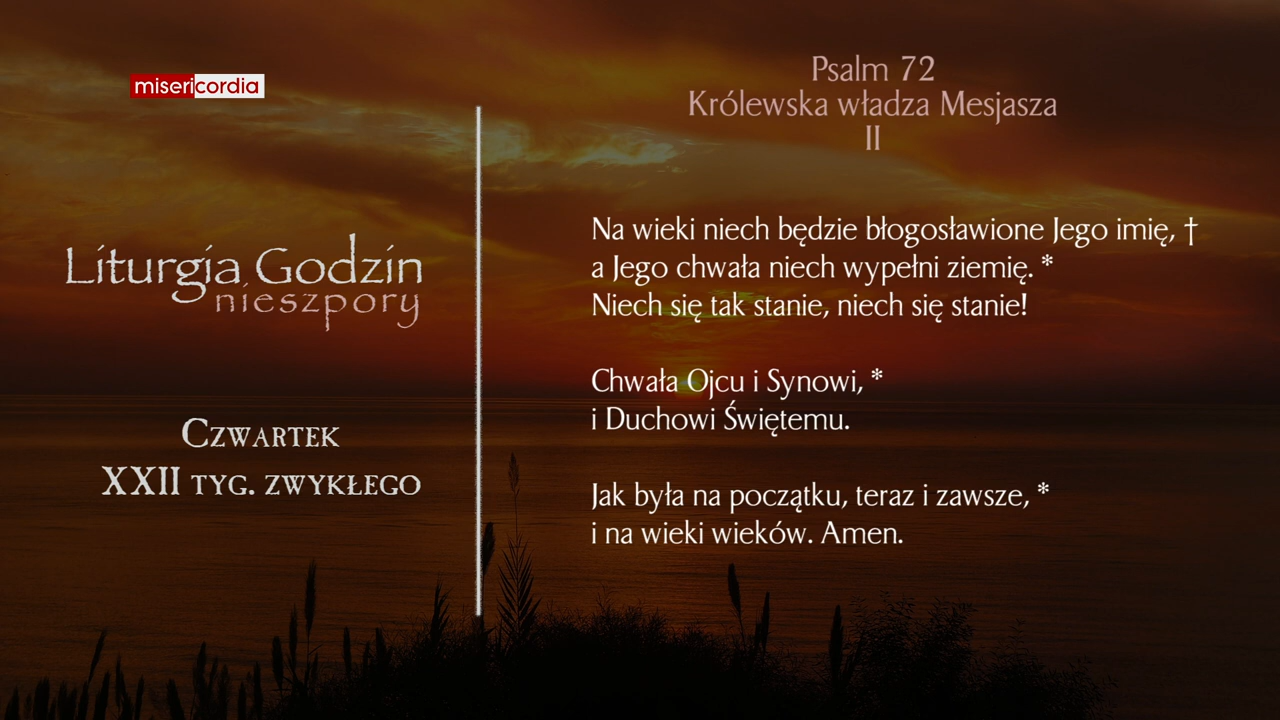 misericordia
Liturgia Godzin
nieszpory
Czwartek
XXII tyg. zwykłego
Psalm 72
Królewska władza Mesjasza
II
Na wieki niech będzie błogosławione Jego imię, †
a Jego chwała niech wypełni ziemię. *
Niech się tak stanie, niech się stanie!
Chwała Ojcu i Synowi, *
i Duchowi Świętemu.
Jak była na początku, teraz i zawsze, *
i na wieki wieków. Amen.